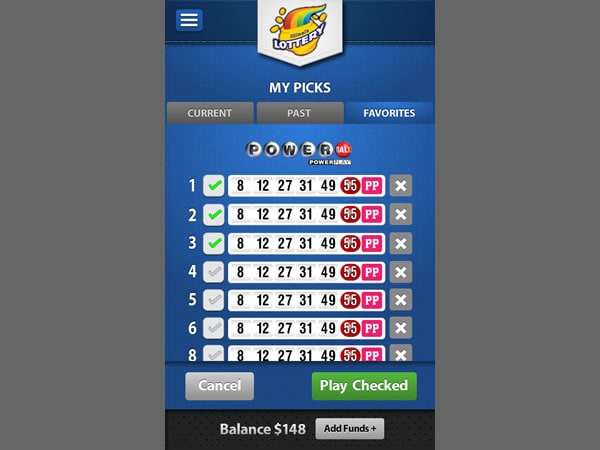 Illinois
LOTTERY
MY PICKS
CURRENT PAST FAVORITES
POWERBALL
POWERPLAY
1 8 12 27 31 49 55 PP
2 8 12 27 31 49 55 PP
3 8 12 27 31 49 55 PP
4 8 12 27 31 49 55 PP
5 8 12 27 31 49 55 PP
6 8 12 27 31 49 55 PP
8 8 12 27 31 49 55 PP
Cancel Play Checked
Balance $148 Add Funds +